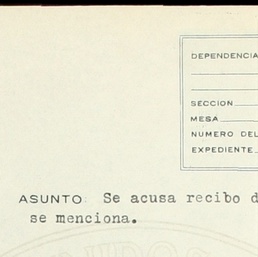 DEPENDENCIA
SECCION
MESA
NUMERO DEL
EXPEDIENTE
ASUNTO: Se acusa recibo d
se menciona.